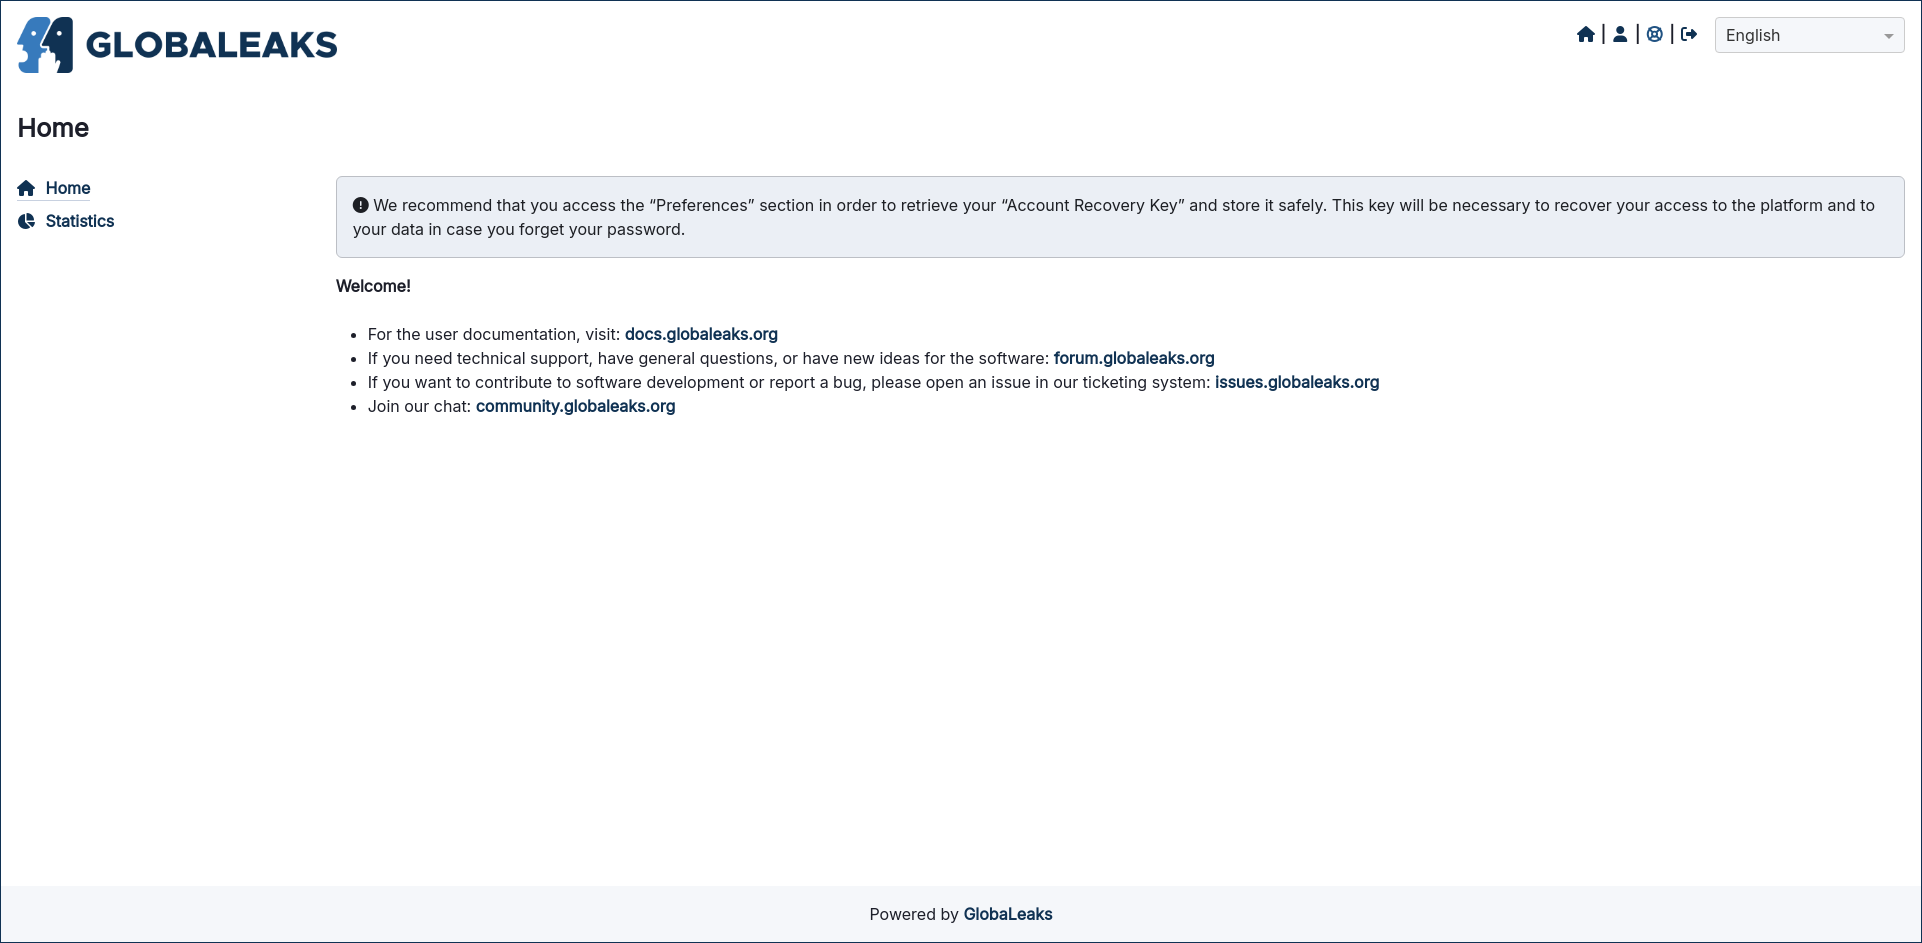 GLOBALEAKS
| | |
English
Home
Home
Statistics
We recommend that you access the “Preferences” section in order to retrieve your “Account Recovery Key” and store it safely. This key will be necessary to recover your access to the platform and to
your data in case you forget your password.
Welcome!
• For the user documentation, visit: docs.globaleaks.org
• If you need technical support, have general questions, or have new ideas for the software: forum.globaleaks.org
• If you want to contribute to software development or report a bug, please open an issue in our ticketing system: issues.globaleaks.org
• Join our chat: community.globaleaks.org
Powered by GlobaLeaks